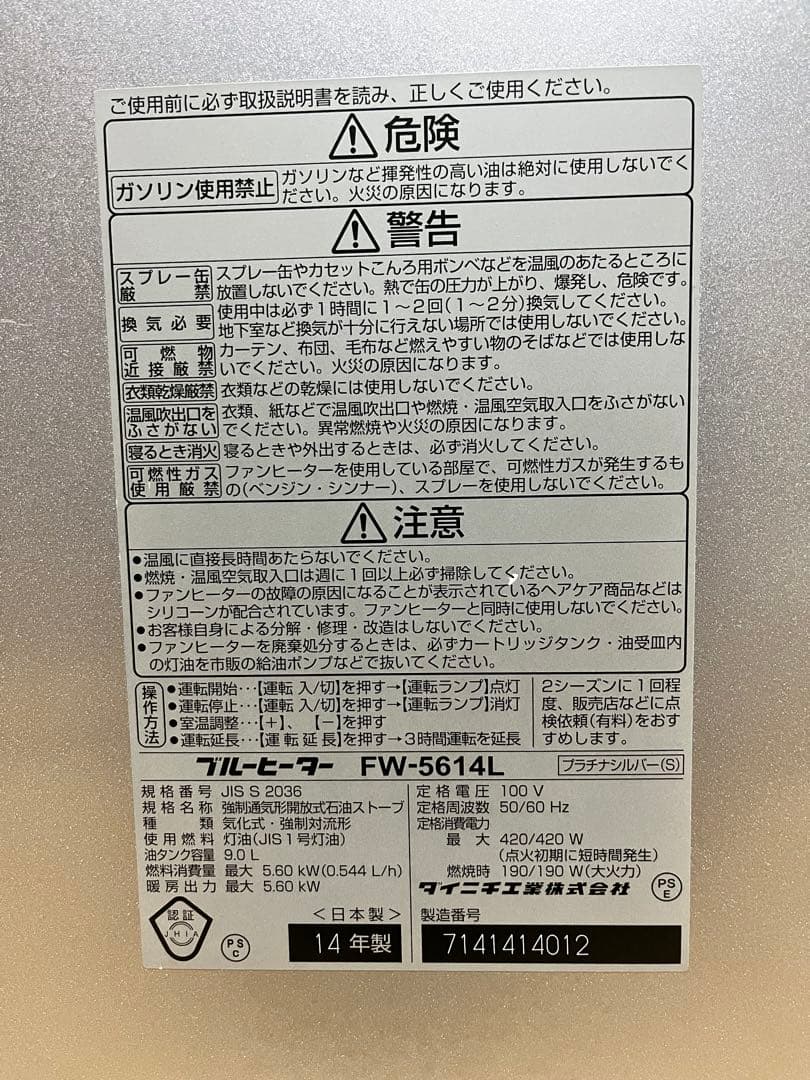 ご使用前に必ず取扱説明書を読み、正しくご使用ください。
⚠危険
ガソリン使用禁止 ガソリンなど揮発性の高い油は絶対に使用しないでく
ださい。火災の原因になります。
⚠警告
スプレー缶 スプレー缶やカセットこんろ用ボンベなどを温風のあたるところに
厳禁 放置しないでください。熱で缶の圧力が上がり、爆発し、危険です。
換気必要 使用中は必ず1時間に1〜2回(1〜2分)換気してください。
地下室など換気が十分に行えない場所では使用しないでください。
可燃物 カーテン、布団、毛布など燃えやすい物のそばなどでは使用しな
近接厳禁 いでください。火災の原因になります。
衣類乾燥厳禁 衣類などの乾燥には使用しないでください。
温風吹出口を 衣類、紙などで温風吹出口や燃焼・温風空気取入口をふさがない
ふさがない でください。異常燃焼や火災の原因になります。
寝るとき消火 寝るときや外出するときは、必ず消火してください。
可燃性ガス ファンヒーターを使用している部屋で、可燃性ガスが発生するも
使用厳禁 の(ベンジン・シンナー)、スプレーを使用しないでください。
⚠注意
●温風に直接長時間あたらないでください。
●燃焼・温風空気取入口は週に1回以上必ず掃除してください。
●ファンヒーターの故障の原因になることが表示されているヘアケア商品などは
シリコーンが配合されています。ファンヒーターと同時に使用しないでください。
●お客様自身による分解・修理・改造はしないでください。
●ファンヒーターを廃棄処分するときは、必ずカートリッジタンク・油受皿内
の灯油を市販の給油ポンプなどで抜いてください。
操作方法
●運転開始…【運転 入/切】を押す→【運転ランプ】点灯
●運転停止…【運転 入/切】を押す→【運転ランプ】消灯
●室温調整…【+】、【−】を押す
●運転延長…【運転延長】を押す→3時間運転を延長
2シーズンに1回程
度、販売店などに点
検依頼(有料)をおす
すめします。
ブルーヒーター FW-5614L プラチナシルバー(S)
規格番号 JIS S 2036
規格名称 強制通気形開放式石油ストーブ
種類 気化式・強制対流形
使用燃料 灯油(JIS1号灯油)
油タンク容量 9.0 L
燃料消費量 最大 5.60 kW(0.544 L/h)
暖房出力 最大 5.60 kW
定格電圧 100 V
定格周波数 50/60 Hz
定格消費電力
最大 420/420 W
(点火初期に短時間発生)
燃焼時 190/190 W(大火力)
ダイニチ工業株式会社
PS
E
認証
JHIA
PS
C
<日本製>
14年製
製造番号
7141414012